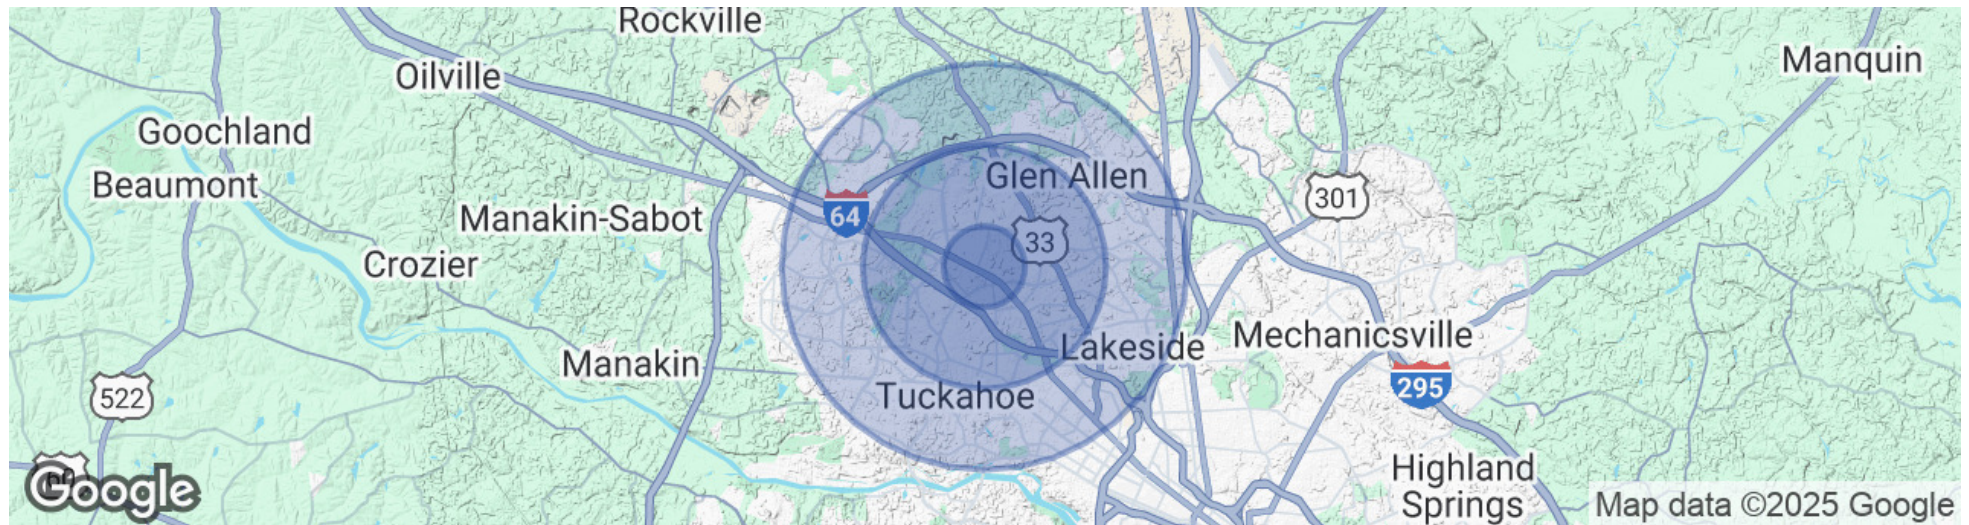 Rockville
Manquin
Oilville
Goochland
Beaumont
Glen Allen
301
64
Manakin-Sabot
33
Crozier
Mechanicsville
Lakeside
Manakin
295
522
Tuckahoe
Highland
Springs
60
Google
Map data ©2025 Google